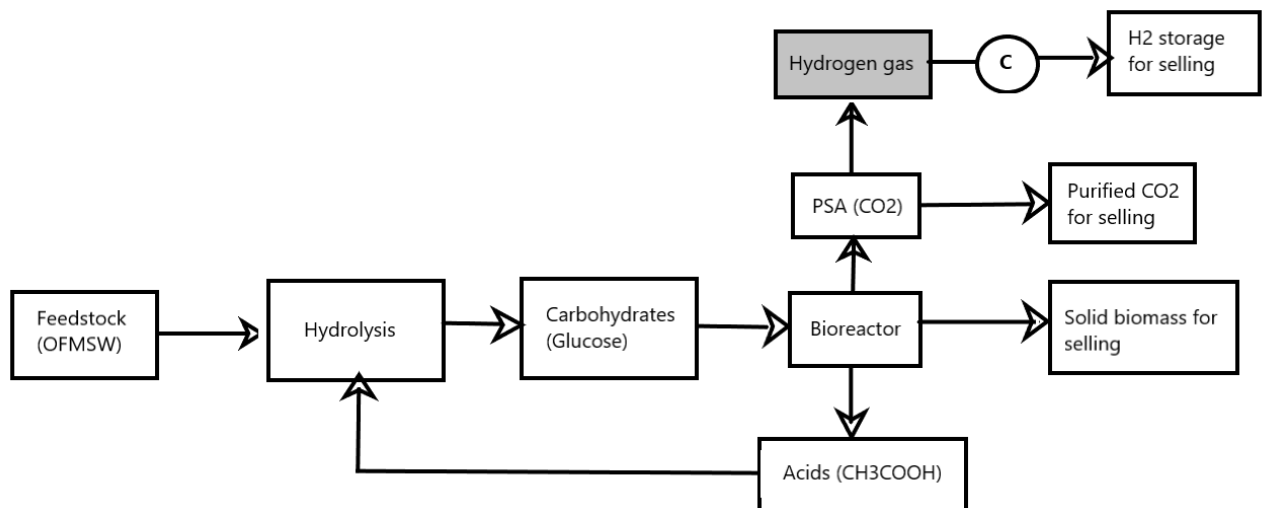 Hydrogen gas
C
H2 storage
for selling
PSA (CO2)
Purified CO2
for selling
Feedstock
(OFMSW)
Hydrolysis
Carbohydrates
(Glucose)
Bioreactor
Solid biomass for
selling
Acids (CH3COOH)